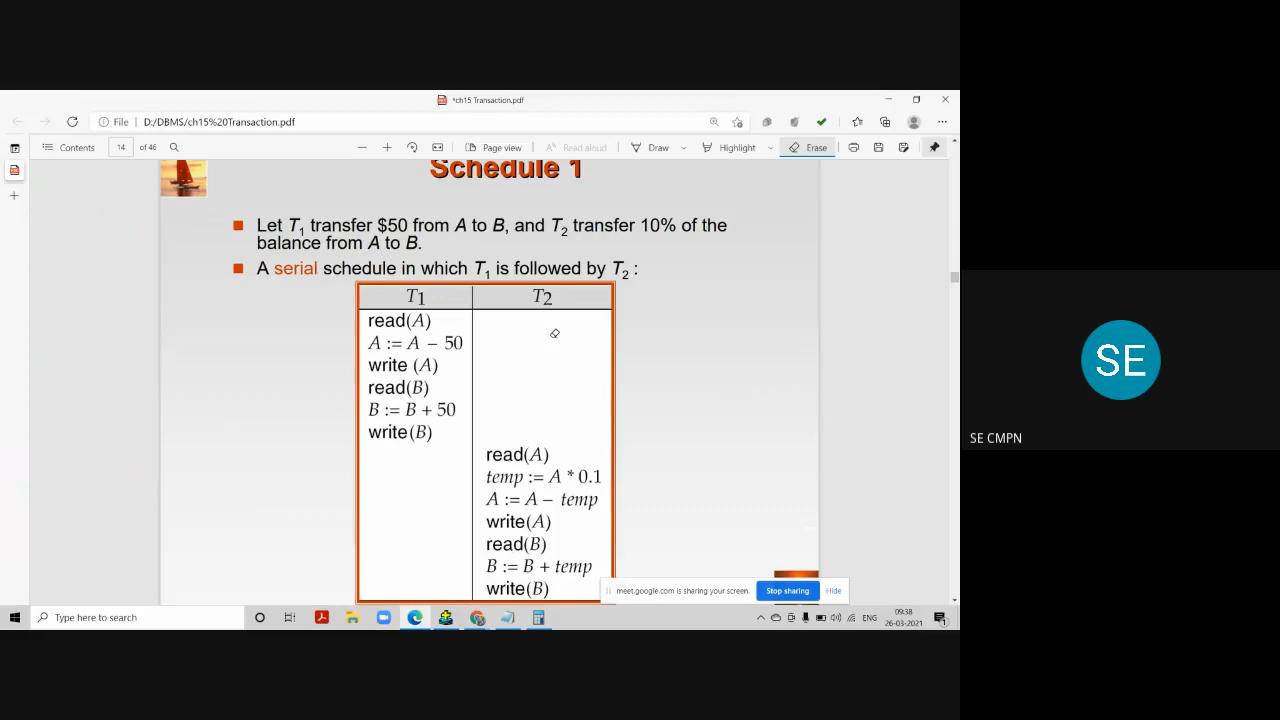 *ch15 Transaction.pdf
File
D:/DBMS/ch15%20Transaction.pdf
Contents
14 of 46
Page view
Read aloud
Draw
Highlight
Erase
Schedule 1
Let T1 transfer $50 from A to B, and T2 transfer 10% of the
balance from A to B.
A serial schedule in which T1 is followed by T2 :
T1 T2
read(A)
A := A − 50
write (A)
read(B)
B := B + 50
write(B)
read(A)
temp := A * 0.1
A := A − temp
write(A)
read(B)
B := B + temp
write(B)
meet.google.com is sharing your screen.
Stop sharing
Hide
Type here to search
ENG
09:38
26-03-2021
SE
SE CMPN